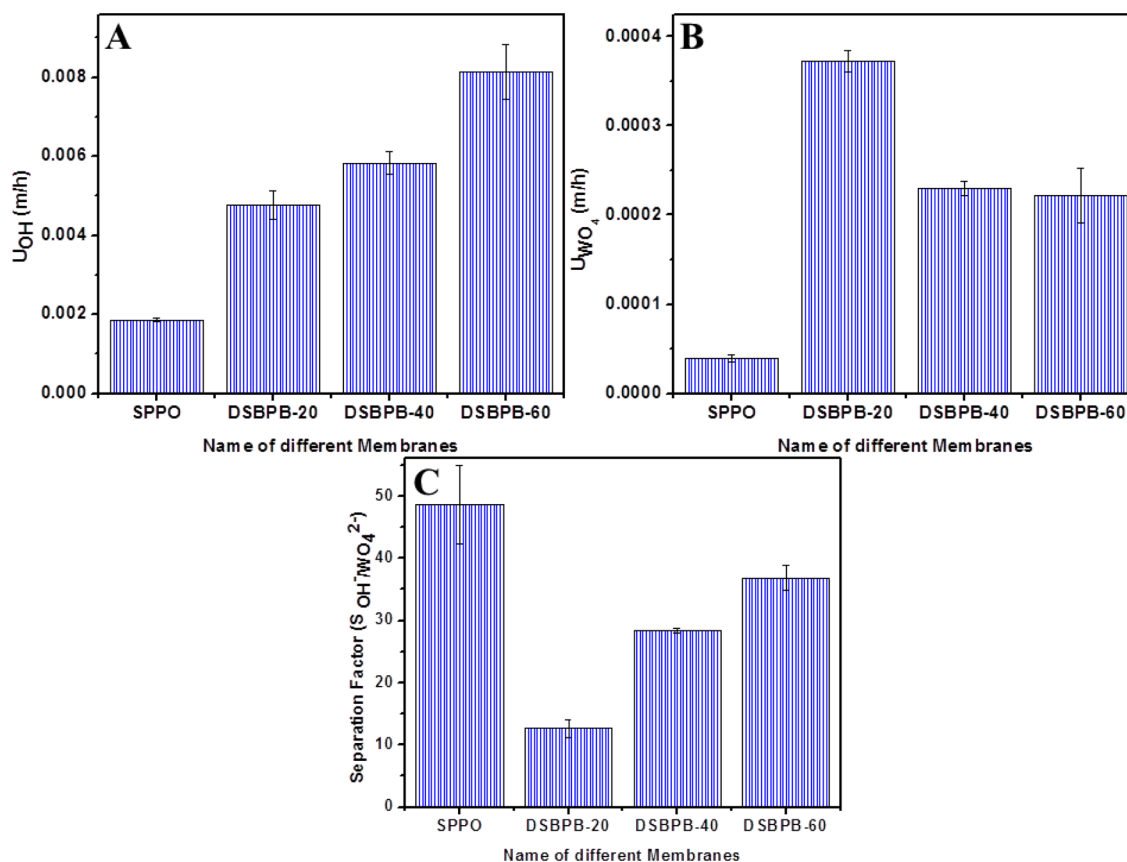 A
U_OH (m/h)
0.008
0.006
0.004
0.002
0.000
SPPO DSBPB-20 DSBPB-40 DSBPB-60
Name of different Membranes
B
U_WO₄ (m/h)
0.0004
0.0003
0.0002
0.0001
0.0000
SPPO DSBPB-20 DSBPB-40 DSBPB-60
Name of different Membranes
C
Separation Factor (S OH⁻/WO₄²⁻)
50
40
30
20
10
0
SPPO DSBPB-20 DSBPB-40 DSBPB-60
Name of different Membranes